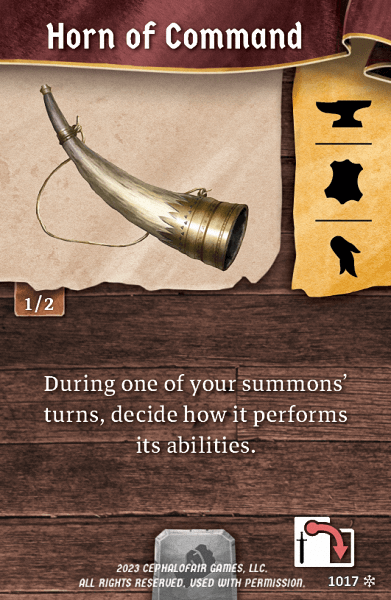 Horn of Command
1/2
During one of your summons’
turns, decide how it performs
its abilities.
2023 CEPHALOFAIR GAMES, LLC.
ALL RIGHTS RESERVED. USED WITH PERMISSION.
1017